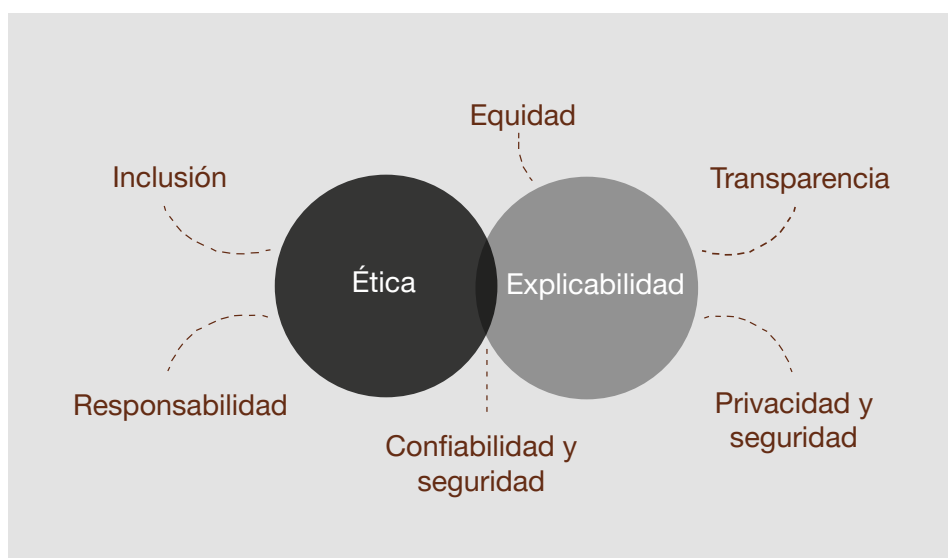 Equidad
Inclusión
Transparencia
Ética
Explicabilidad
Responsabilidad
Confiabilidad y
seguridad
Privacidad y
seguridad